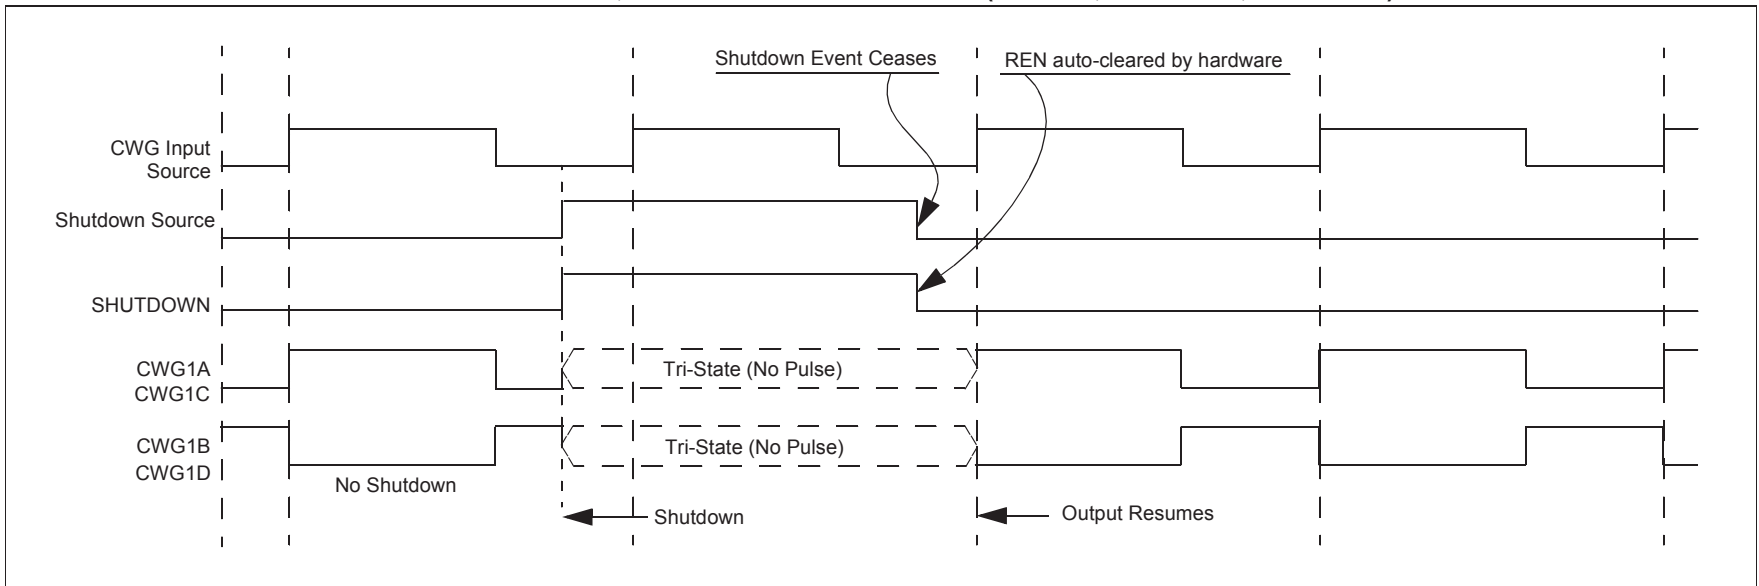 Shutdown Event Ceases
REN auto-cleared by hardware
CWG Input
Source
Shutdown Source
SHUTDOWN
CWG1A
CWG1C
Tri-State (No Pulse)
CWG1B
CWG1D
Tri-State (No Pulse)
No Shutdown
Shutdown
Output Resumes